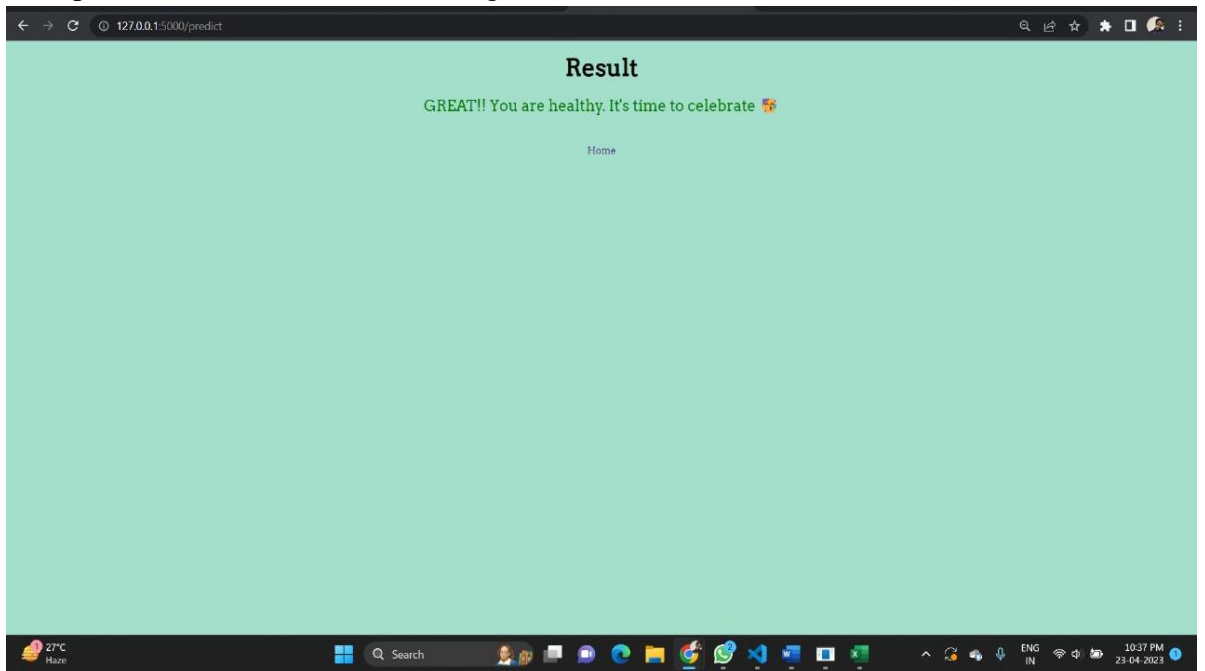 127.0.0.1:5000/predict
Result
GREAT!! You are healthy. It's time to celebrate 🥳
Home
27°C
Haze
Search
ENG
IN
10:37 PM
23-04-2023